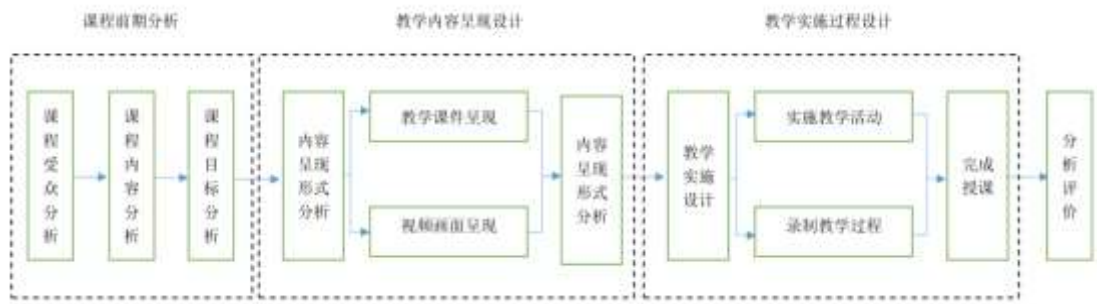 课程前期分析
教学内容呈现设计
教学实施过程设计
课程受众分析
课程内容分析
课程目标分析
内容
呈现
形式
分析
教学课件呈现
视频画面呈现
内容
呈现
形式
分析
教学
实施
设计
实施教学活动
录制教学过程
完成
授课
分析评价